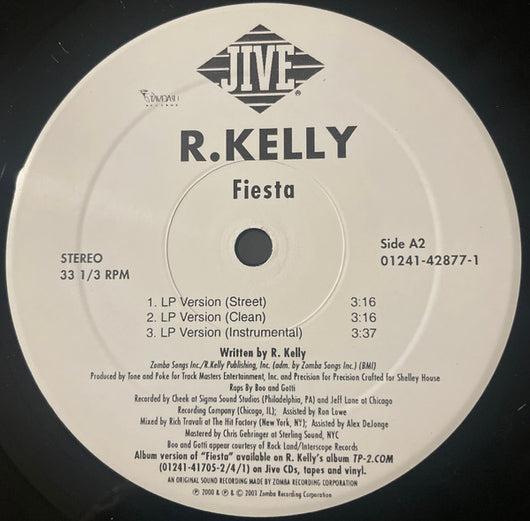 JIVE
®
R.KELLY
Fiesta
STEREO
33 1/3 RPM
Side A2
01241-42877-1
1. LP Version (Street) 3:16
2. LP Version (Clean) 3:16
3. LP Version (Instrumental) 3:37
Written by R. Kelly
Zomba Songs Inc./R.Kelly Publishing, Inc. (adm. by Zomba Songs Inc.) (BMI)
Produced by Tone and Poke for Track Masters Entertainment, Inc. and Precision for Precision Crafted for Shelley House
Raps By Boo and Gotti
Recorded by Cheek at Sigma Sound Studios (Philadelphia, PA) and Jeff Lane at Chicago
Recording Company (Chicago, IL); Assisted by Ron Lowe
Mixed by Rich Travali at The Hit Factory (New York, NY); Assisted by Alex DeJonge
Mastered by Chris Gehringer at Sterling Sound, NYC
Boo and Gotti appear courtesy of Rock Land/Interscope Records
Album version of "Fiesta" available on R. Kelly's album TP-2.COM
(01241-41705-2/4/1) on Jive CDs, tapes and vinyl.
AN ORIGINAL SOUND RECORDING MADE BY ZOMBA RECORDING CORPORATION
℗ 2000 & ℗ & © 2003 Zomba Recording Corporation